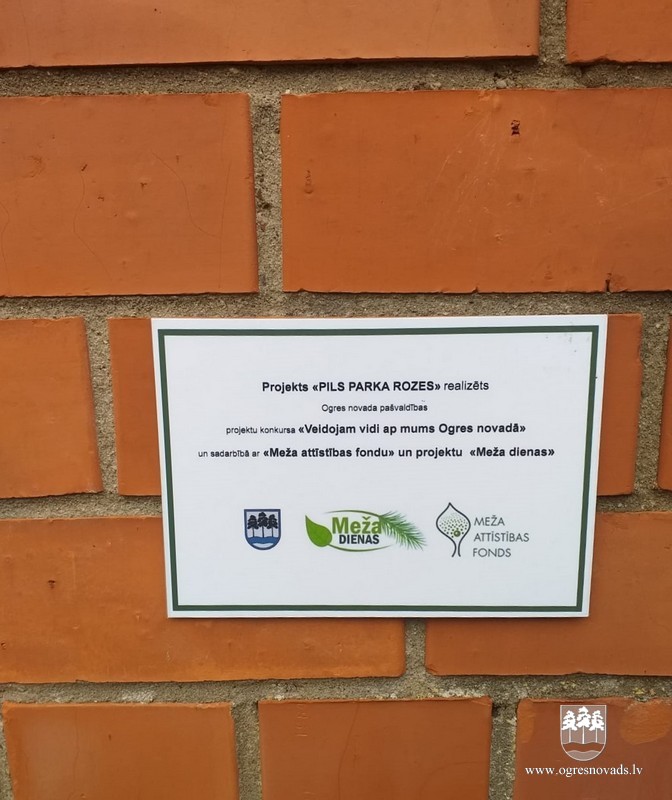 Projekts «PILS PARKA ROZES» realizēts
Ogres novada pašvaldības
projektu konkursa «Veidojam vidi ap mums Ogres novadā»
un sadarbībā ar «Meža attīstības fondu» un projektu «Meža dienas»
Meža
DIENAS
MEŽA
ATTĪSTĪBAS
FONDS
www.ogresnovads.lv